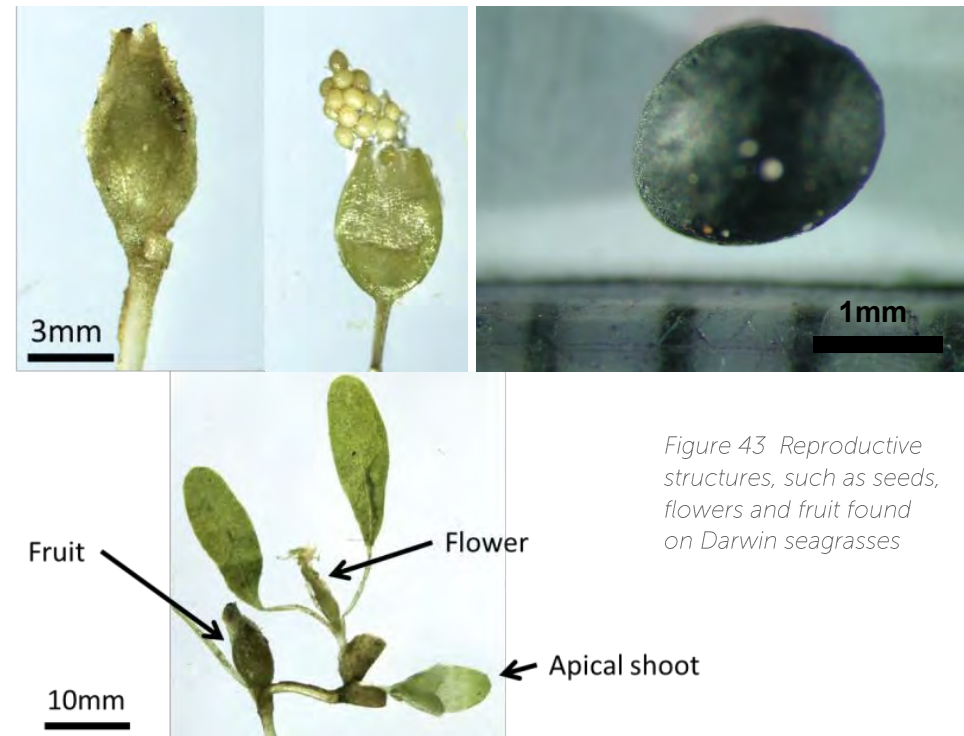 3mm
1mm
Figure 43 Reproductive
structures, such as seeds,
flowers and fruit found
on Darwin seagrasses
Fruit
Flower
Apical shoot
10mm